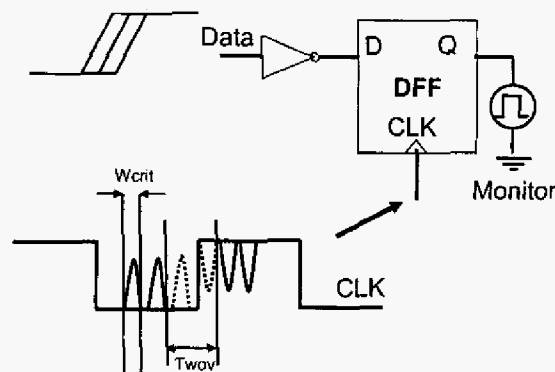 Data
D Q
DFF
CLK
Monitor
Wcrit
CLK
Twov